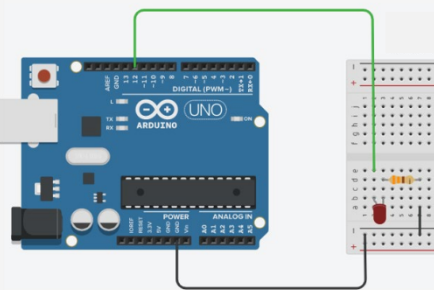 AREF
GND
13
12
~11
~10
~9
8
7
~6
~5
4
~3
2
TX→1
RX←0
DIGITAL (PWM~)
L
TX
RX
ARDUINO
UNO
ON
POWER
ANALOG IN
IOREF
RESET
3.3V
5V
GND
GND
Vin
A0
A1
A2
A3
A4
A5